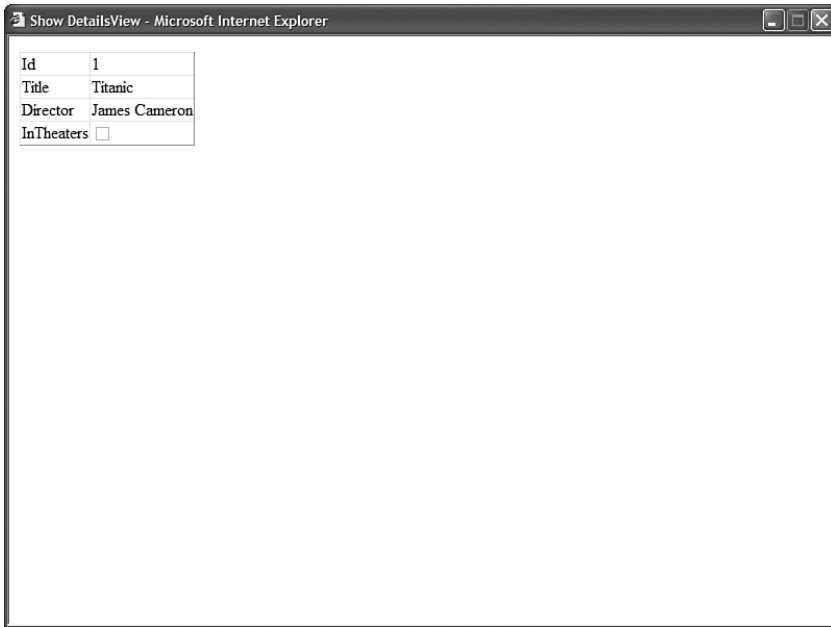 Show DetailsView - Microsoft Internet Explorer
Id 1
Title Titanic
Director James Cameron
InTheaters